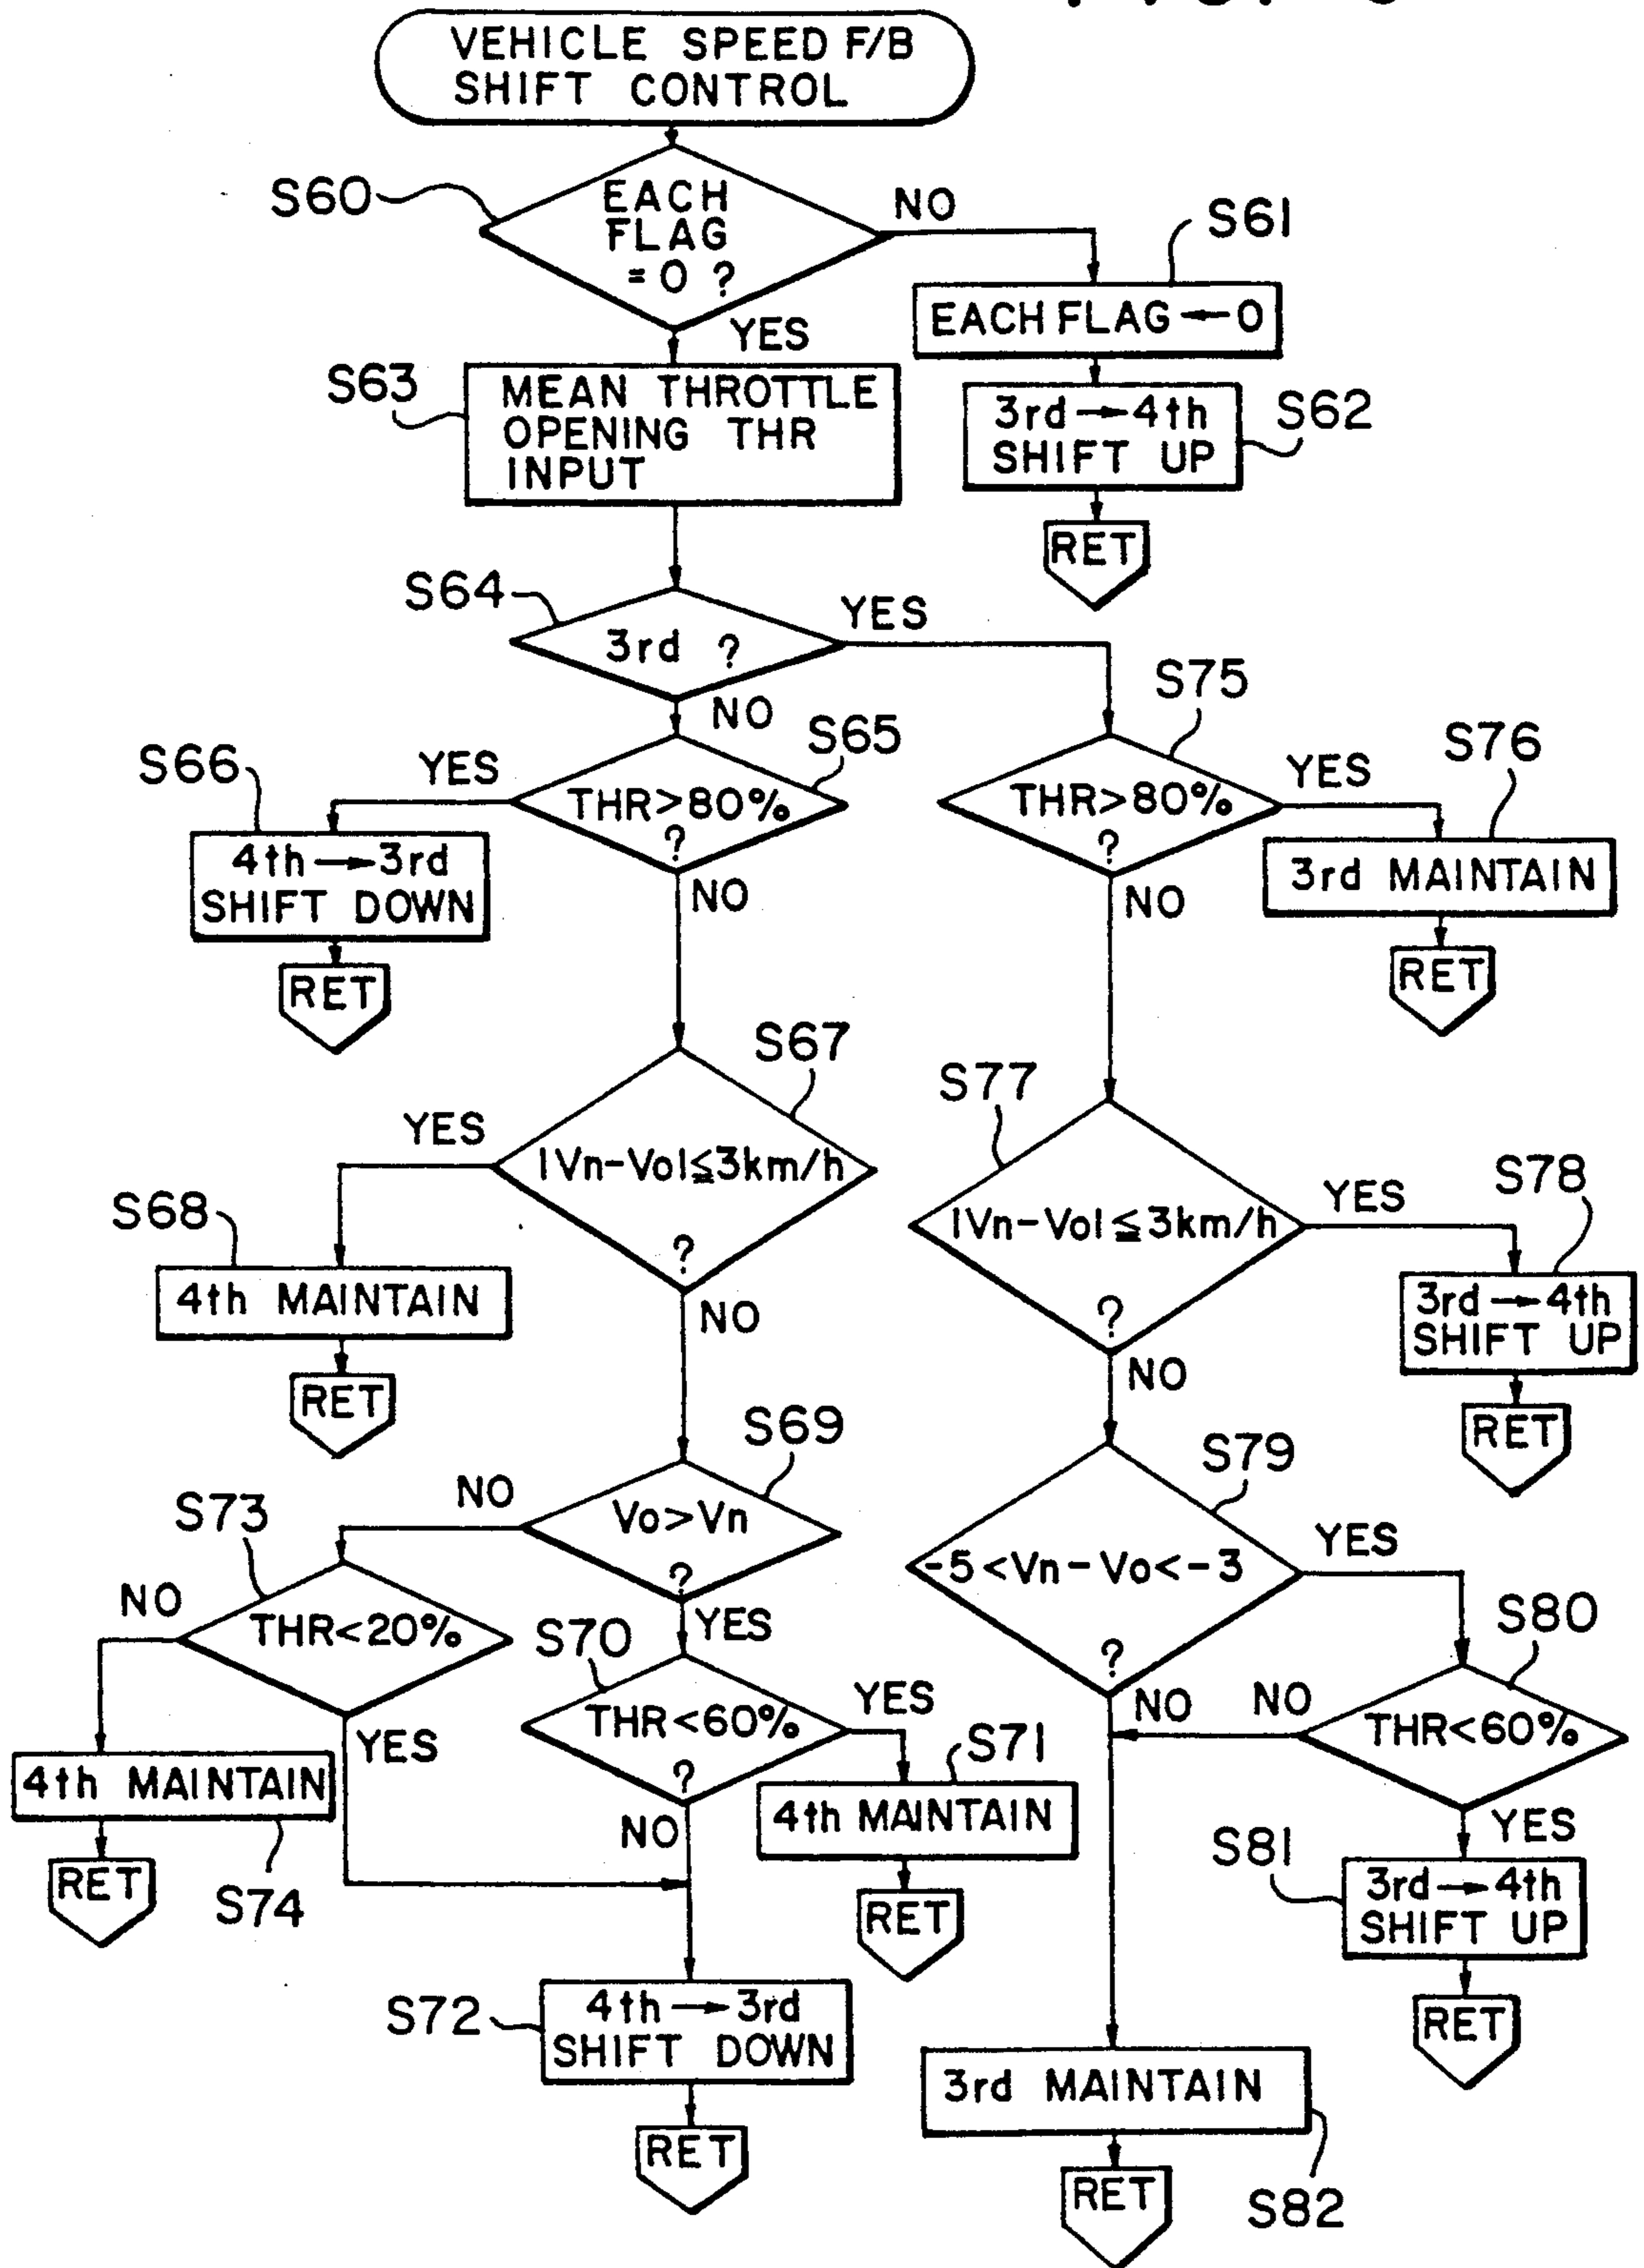 VEHICLE SPEED F/B
SHIFT CONTROL
S60
EACH
FLAG
= 0 ?
NO
YES
S61
EACH FLAG ← 0
S62
3rd → 4th
SHIFT UP
RET
S63
MEAN THROTTLE
OPENING THR
INPUT
S64
3rd ?
YES
NO
S65
THR>80%
?
YES
NO
S66
4th → 3rd
SHIFT DOWN
RET
S75
THR>80%
?
YES
NO
S76
3rd MAINTAIN
RET
S67
|Vn-Vo|≦3km/h
?
YES
NO
S68
4th MAINTAIN
RET
S77
|Vn-Vo|≦3km/h
?
YES
NO
S78
3rd → 4th
SHIFT UP
RET
S69
Vo>Vn
?
NO
YES
S73
THR<20%
NO
YES
4th MAINTAIN
S74
RET
S70
THR<60%
?
YES
NO
S71
4th MAINTAIN
RET
S72
4th → 3rd
SHIFT DOWN
RET
S79
-5<Vn-Vo<-3
?
YES
NO
S80
THR<60%
NO
YES
S81
3rd → 4th
SHIFT UP
RET
3rd MAINTAIN
S82
RET